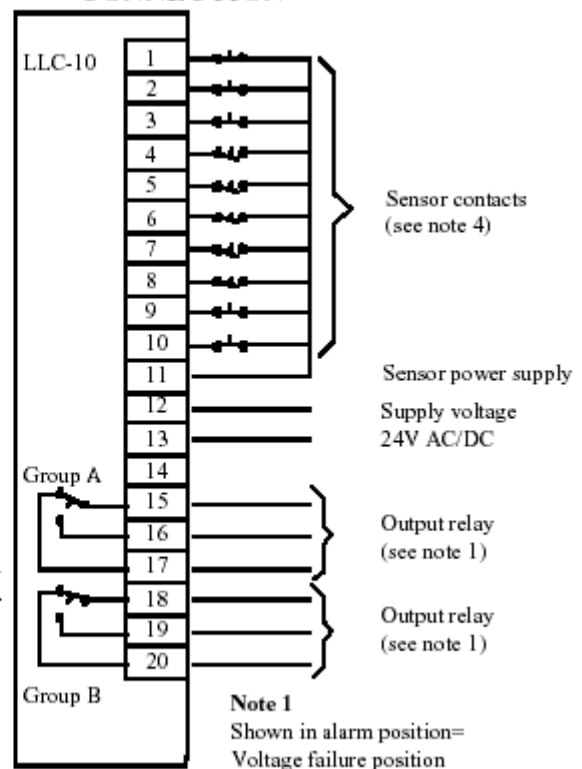 LLC-10
1
2
3
4
5
6
7
8
9
10
11
12
13
14
15
16
17
18
19
20
Sensor contacts
(see note 4)
Sensor power supply
Supply voltage
24V AC/DC
Group A
Output relay
(see note 1)
Output relay
(see note 1)
Group B
Note 1
Shown in alarm position=
Voltage failure position